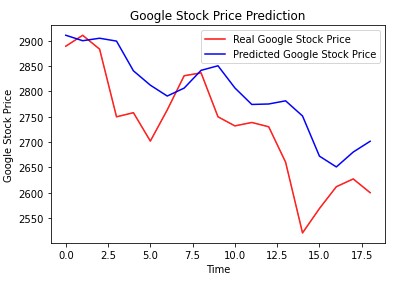 Google Stock Price Prediction
Real Google Stock Price
Predicted Google Stock Price
Google Stock Price
2900
2850
2800
2750
2700
2650
2600
2550
0.0 2.5 5.0 7.5 10.0 12.5 15.0 17.5
Time